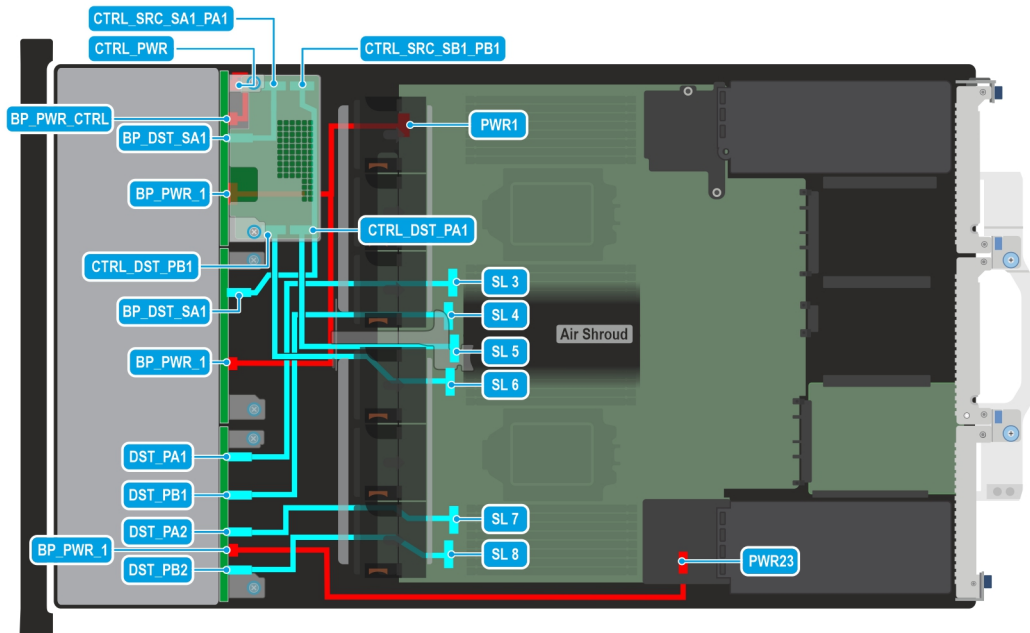 CTRL_SRC_SA1_PA1
CTRL_PWR
CTRL_SRC_SB1_PB1
BP_PWR_CTRL
PWR1
BP_DST_SA1
BP_PWR_1
CTRL_DST_PA1
CTRL_DST_PB1
SL 3
BP_DST_SA1
SL 4
Air Shroud
SL 5
BP_PWR_1
SL 6
DST_PA1
DST_PB1
SL 7
DST_PA2
BP_PWR_1
SL 8
PWR23
DST_PB2